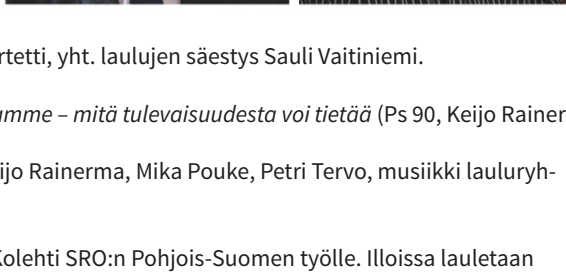 rtetti, yht. laulujen säestys Sauli Vaitiniemi.
amme – mitä tulevaisuudesta voi tietää (Ps 90, Keijo Rainer
ijo Rainerma, Mika Pouke, Petri Tervo, musiikki lauluryh-
Kolehti SRO:n Pohjois-Suomen työlle. Illoissa lauletaan